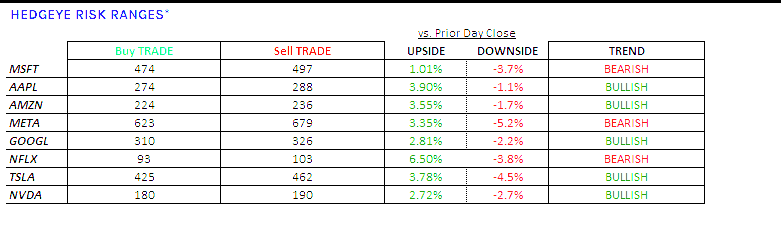 HEDGEYE RISK RANGES*
vs. Prior Day Close
Buy TRADE Sell TRADE UPSIDE DOWNSIDE TREND
MSFT 474 497 1.01% -3.7% BEARISH
AAPL 274 288 3.90% -1.1% BULLISH
AMZN 224 236 3.55% -1.7% BULLISH
META 623 679 3.35% -5.2% BEARISH
GOOGL 310 326 2.81% -2.2% BULLISH
NFLX 93 103 6.50% -3.8% BEARISH
TSLA 425 462 3.78% -4.5% BULLISH
NVDA 180 190 2.72% -2.7% BULLISH